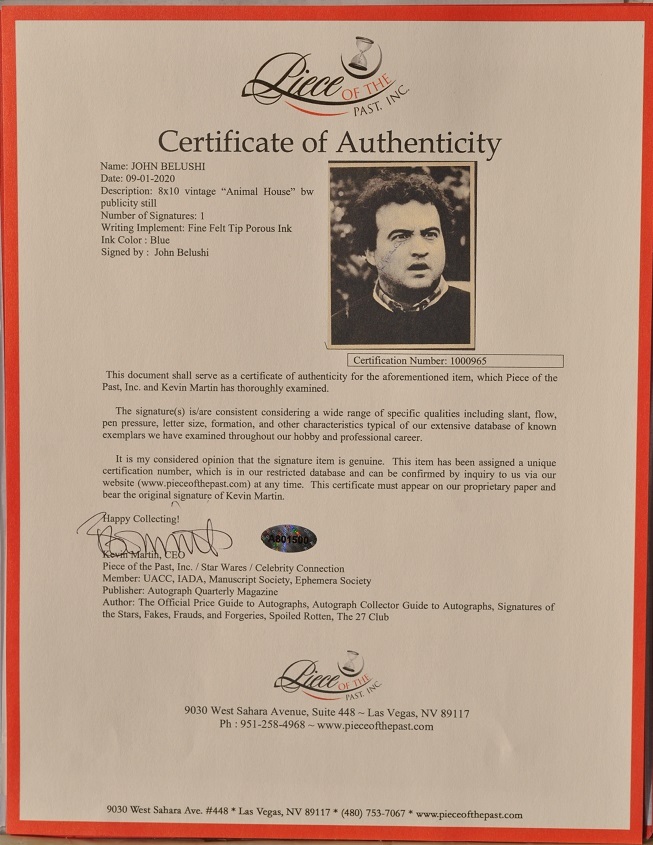 Piece OF THE
PAST, INC.
Certificate of Authenticity
Name: JOHN BELUSHI
Date: 09-01-2020
Description: 8x10 vintage “Animal House” bw
publicity still
Number of Signatures: 1
Writing Implement: Fine Felt Tip Porous Ink
Ink Color : Blue
Signed by : John Belushi
Certification Number: 1000965
This document shall serve as a certificate of authenticity for the aforementioned item, which Piece of the
Past, Inc. and Kevin Martin has thoroughly examined.
The signature(s) is/are consistent considering a wide range of specific qualities including slant, flow,
pen pressure, letter size, formation, and other characteristics typical of our extensive database of known
exemplars we have examined throughout our hobby and professional career.
It is my considered opinion that the signature item is genuine. This item has been assigned a unique
certification number, which is in our restricted database and can be confirmed by inquiry to us via our
website (www.pieceofthepast.com) at any time. This certificate must appear on our proprietary paper and
bear the original signature of Kevin Martin.
Happy Collecting!
A801500
Kevin Martin, CEO
Piece of the Past, Inc. / Star Wares / Celebrity Connection
Member: UACC, IADA, Manuscript Society, Ephemera Society
Publisher: Autograph Quarterly Magazine
Author: The Official Price Guide to Autographs, Autograph Collector Guide to Autographs, Signatures of
the Stars, Fakes, Frauds, and Forgeries, Spoiled Rotten, The 27 Club
Piece OF THE
PAST, INC.
9030 West Sahara Avenue, Suite 448 ~ Las Vegas, NV 89117
Ph : 951-258-4968 ~ www.pieceofthepast.com
9030 West Sahara Ave. #448 * Las Vegas, NV 89117 * (480) 753-7067 * www.pieceofthepast.com